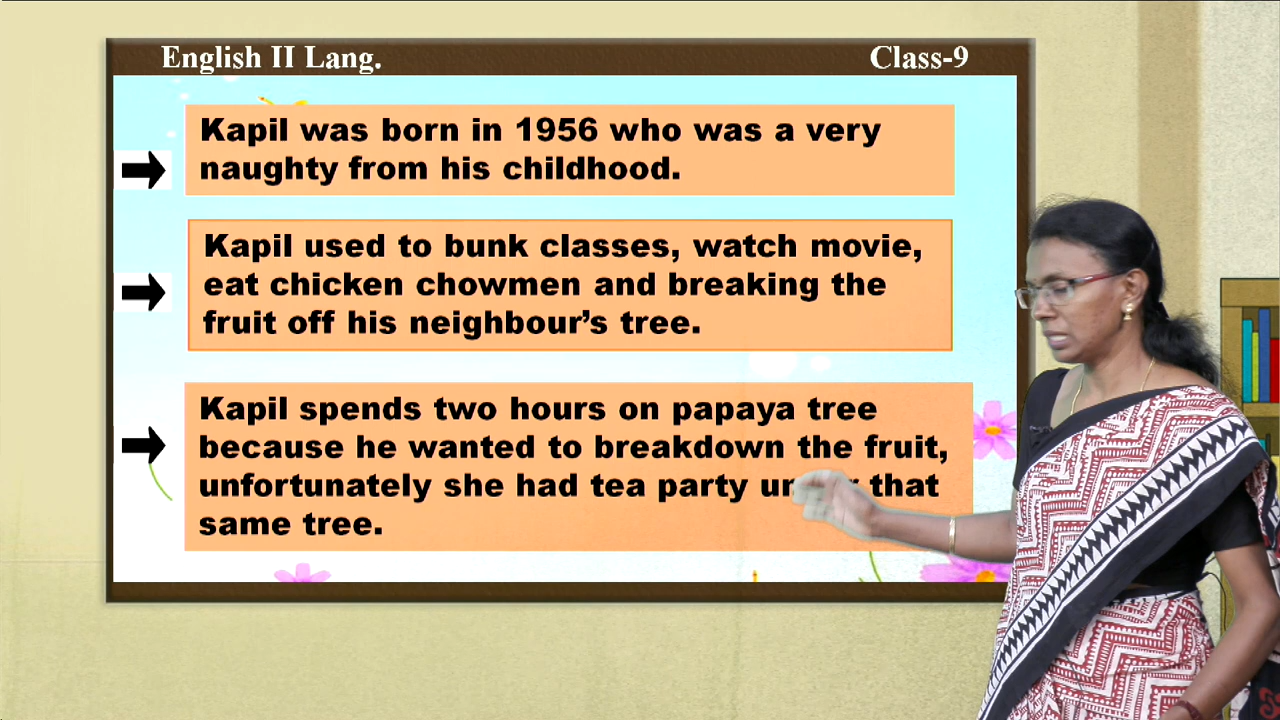 English II Lang. Class-9
Kapil was born in 1956 who was a very
naughty from his childhood.
Kapil used to bunk classes, watch movie,
eat chicken chowmen and breaking the
fruit off his neighbour’s tree.
Kapil spends two hours on papaya tree
because he wanted to breakdown the fruit,
unfortunately she had tea party that
same tree.